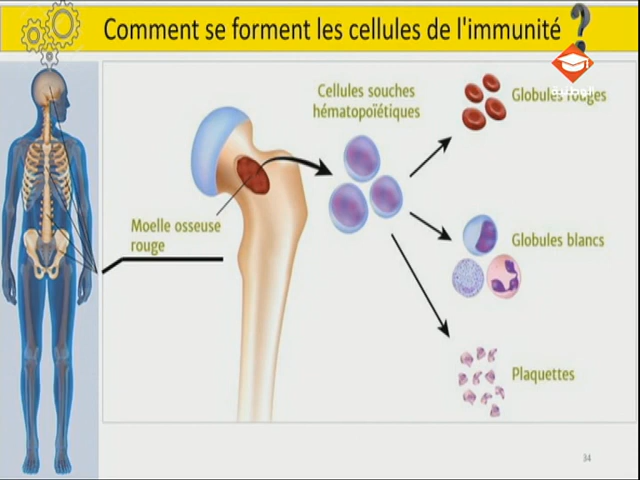 Comment se forment les cellules de l'immunité ?
Cellules souches
hématopoïétiques
Globules rouges
Moelle osseuse
rouge
Globules blancs
Plaquettes
34